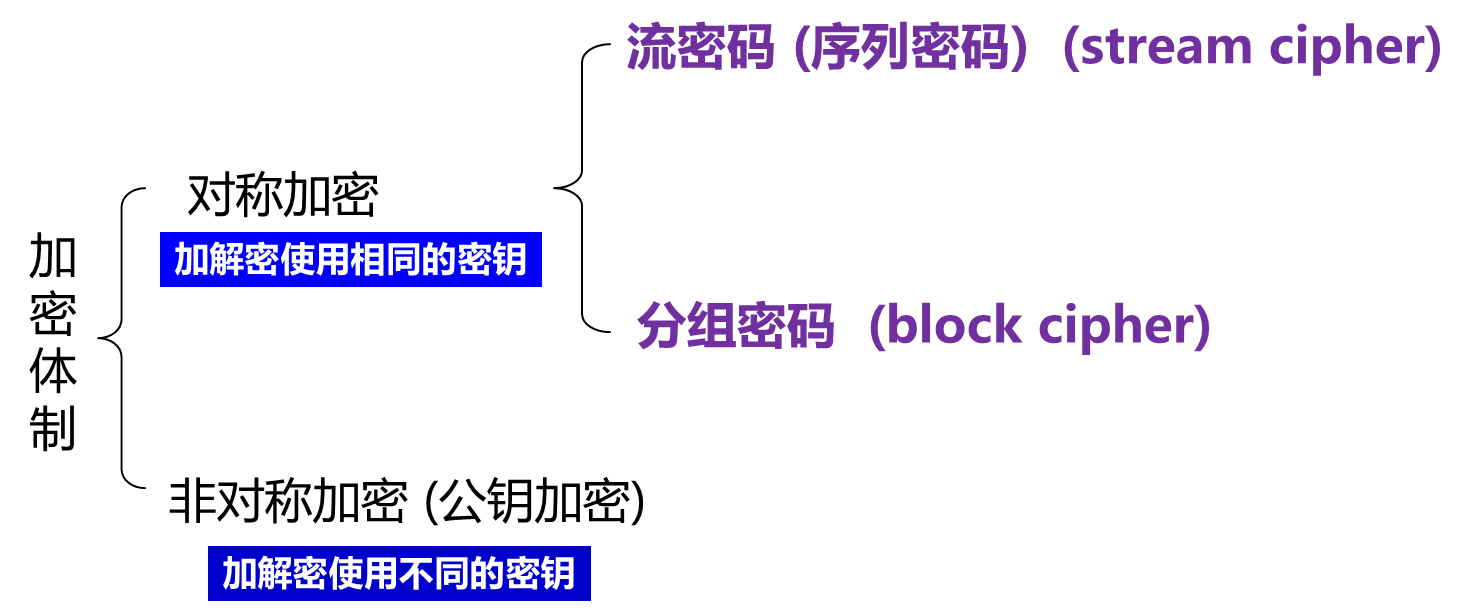 加密体制
对称加密
加解密使用相同的密钥
流密码 (序列密码) (stream cipher)
分组密码 (block cipher)
非对称加密 (公钥加密)
加解密使用不同的密钥